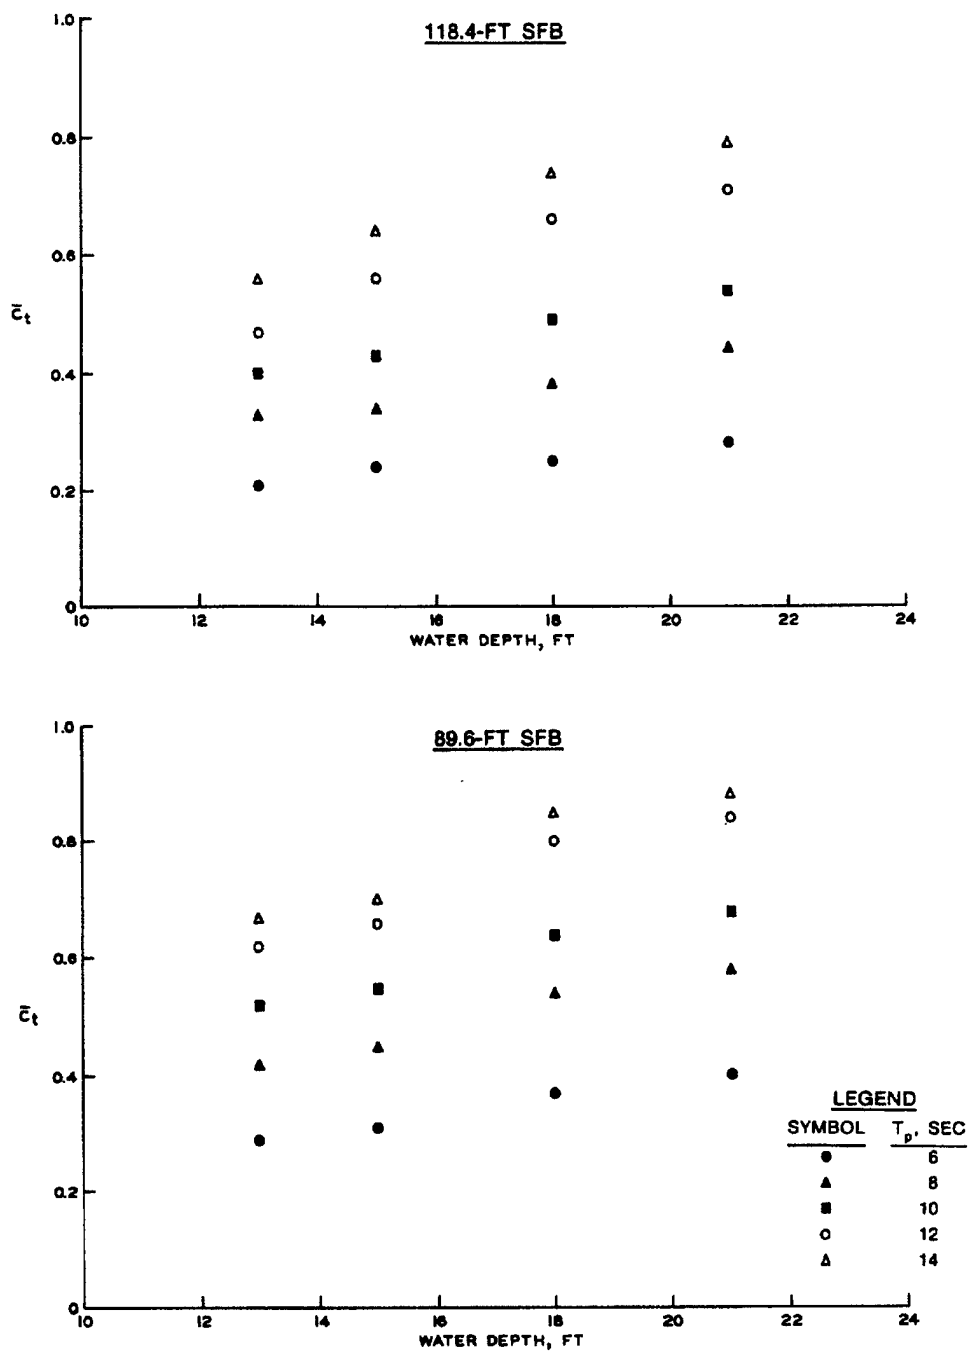 118.4-FT SFB
1.0
0.8
0.6
0.4
0.2
0
c̄t
10 12 14 16 18 20 22 24
WATER DEPTH, FT
89.6-FT SFB
1.0
0.8
0.6
0.4
0.2
0
c̄t
10 12 14 16 18 20 22 24
WATER DEPTH, FT
LEGEND
SYMBOL Tp, SEC
6
8
10
12
14